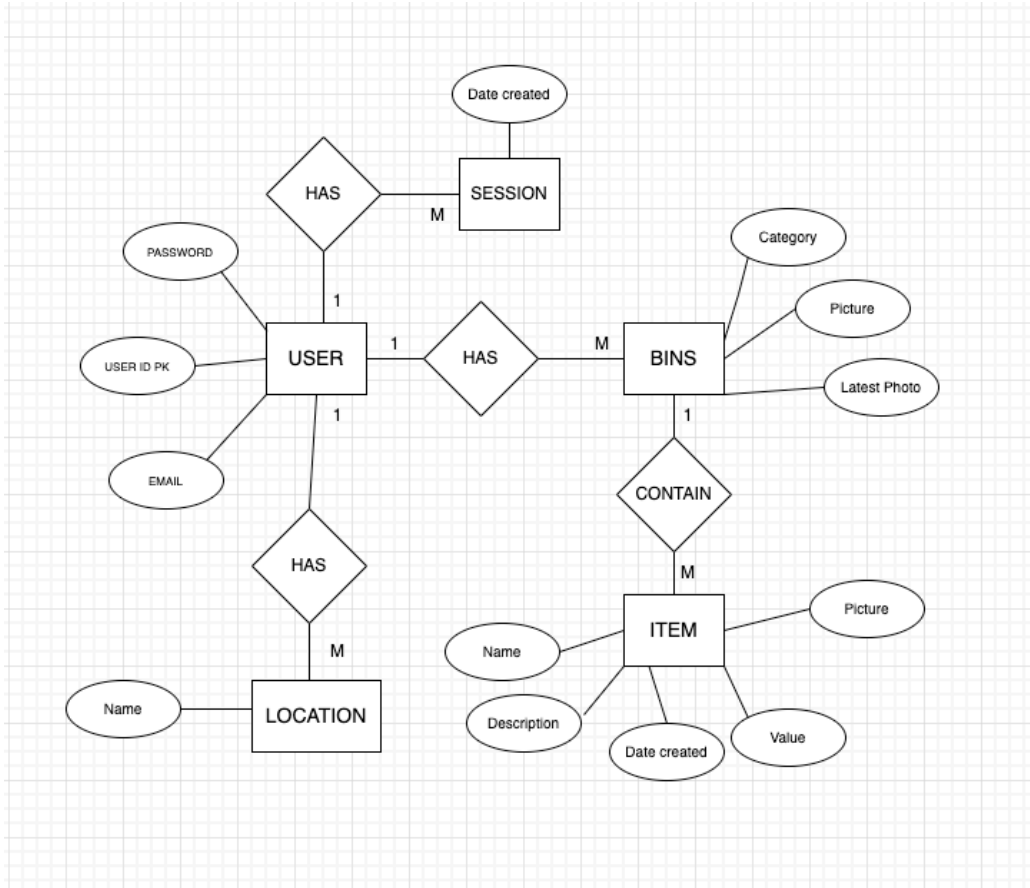 Date created
HAS
SESSION
M
PASSWORD
Category
1
Picture
USER ID PK
USER
1
HAS
M
BINS
Latest Photo
1
1
EMAIL
CONTAIN
HAS
M
Picture
ITEM
Name
M
Name
LOCATION
Description
Date created
Value